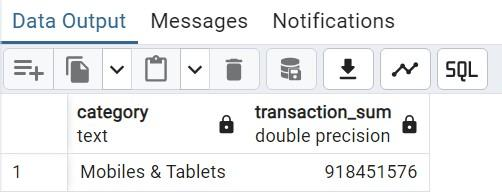 Data Output Messages Notifications
SQL
category transaction_sum
text double precision
1 Mobiles & Tablets 918451576